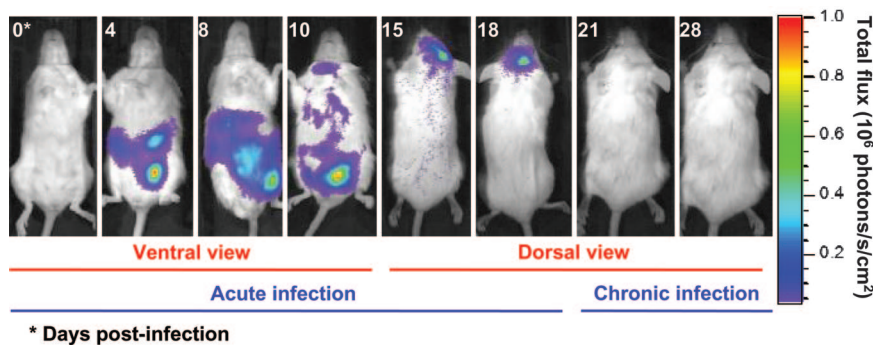 0* 4 8 10 15 18 21 28
1.0
0.8
0.6
0.4
0.2
Total flux (10⁶ photons/s/cm²)
Ventral view Dorsal view
Acute infection Chronic infection
* Days post-infection